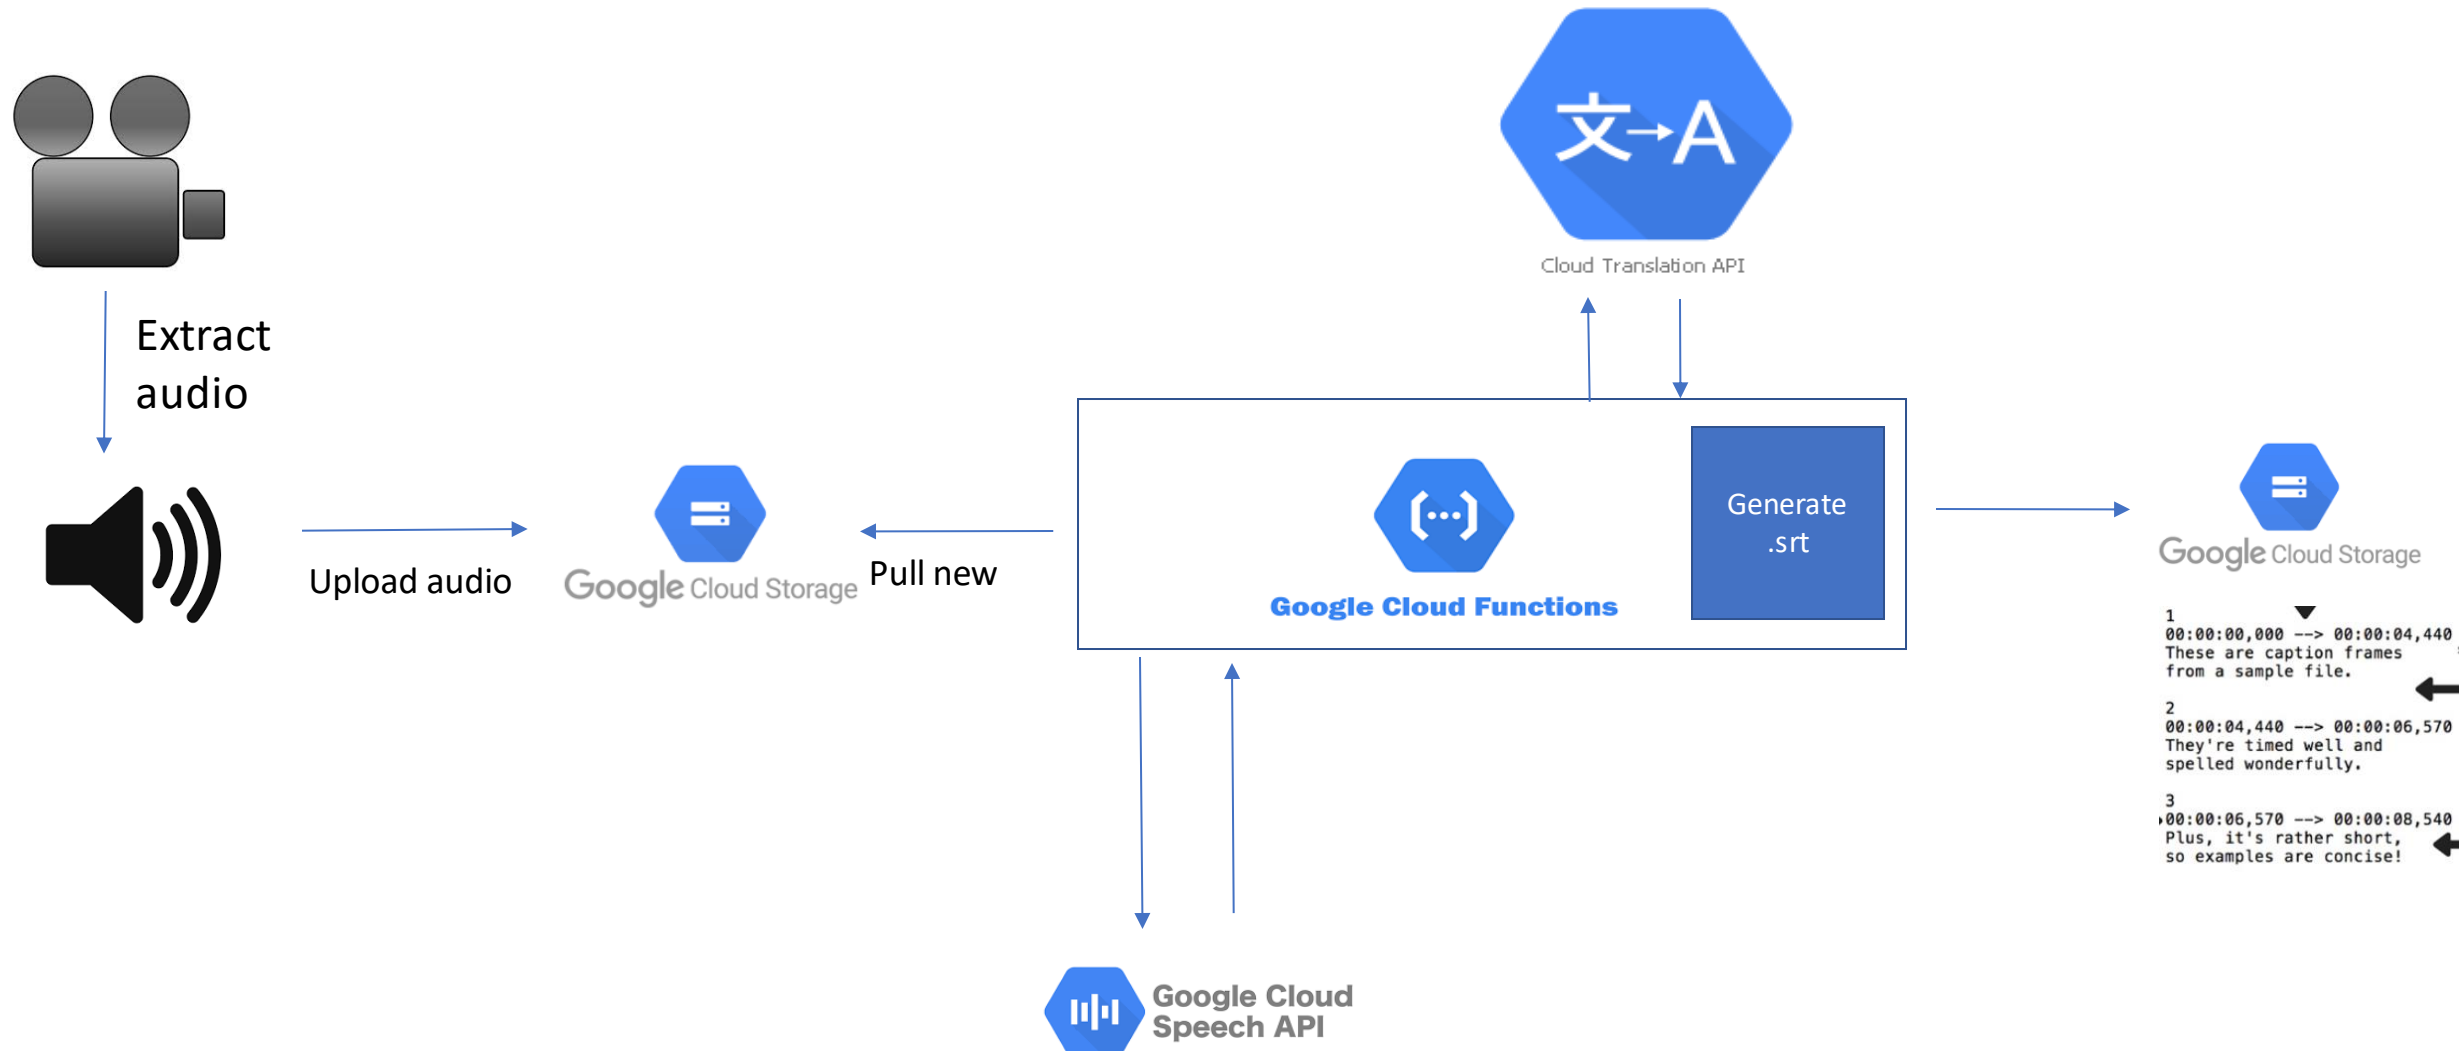 文→A
Cloud Translation API
Extract
audio
Upload audio
Google Cloud Storage
Pull new
Google Cloud Functions
Generate
.srt
Google Cloud Storage
1
00:00:00,000 --> 00:00:04,440
These are caption frames
from a sample file.
2
00:00:04,440 --> 00:00:06,570
They're timed well and
spelled wonderfully.
3
00:00:06,570 --> 00:00:08,540
Plus, it's rather short,
so examples are concise!
Google Cloud
Speech API